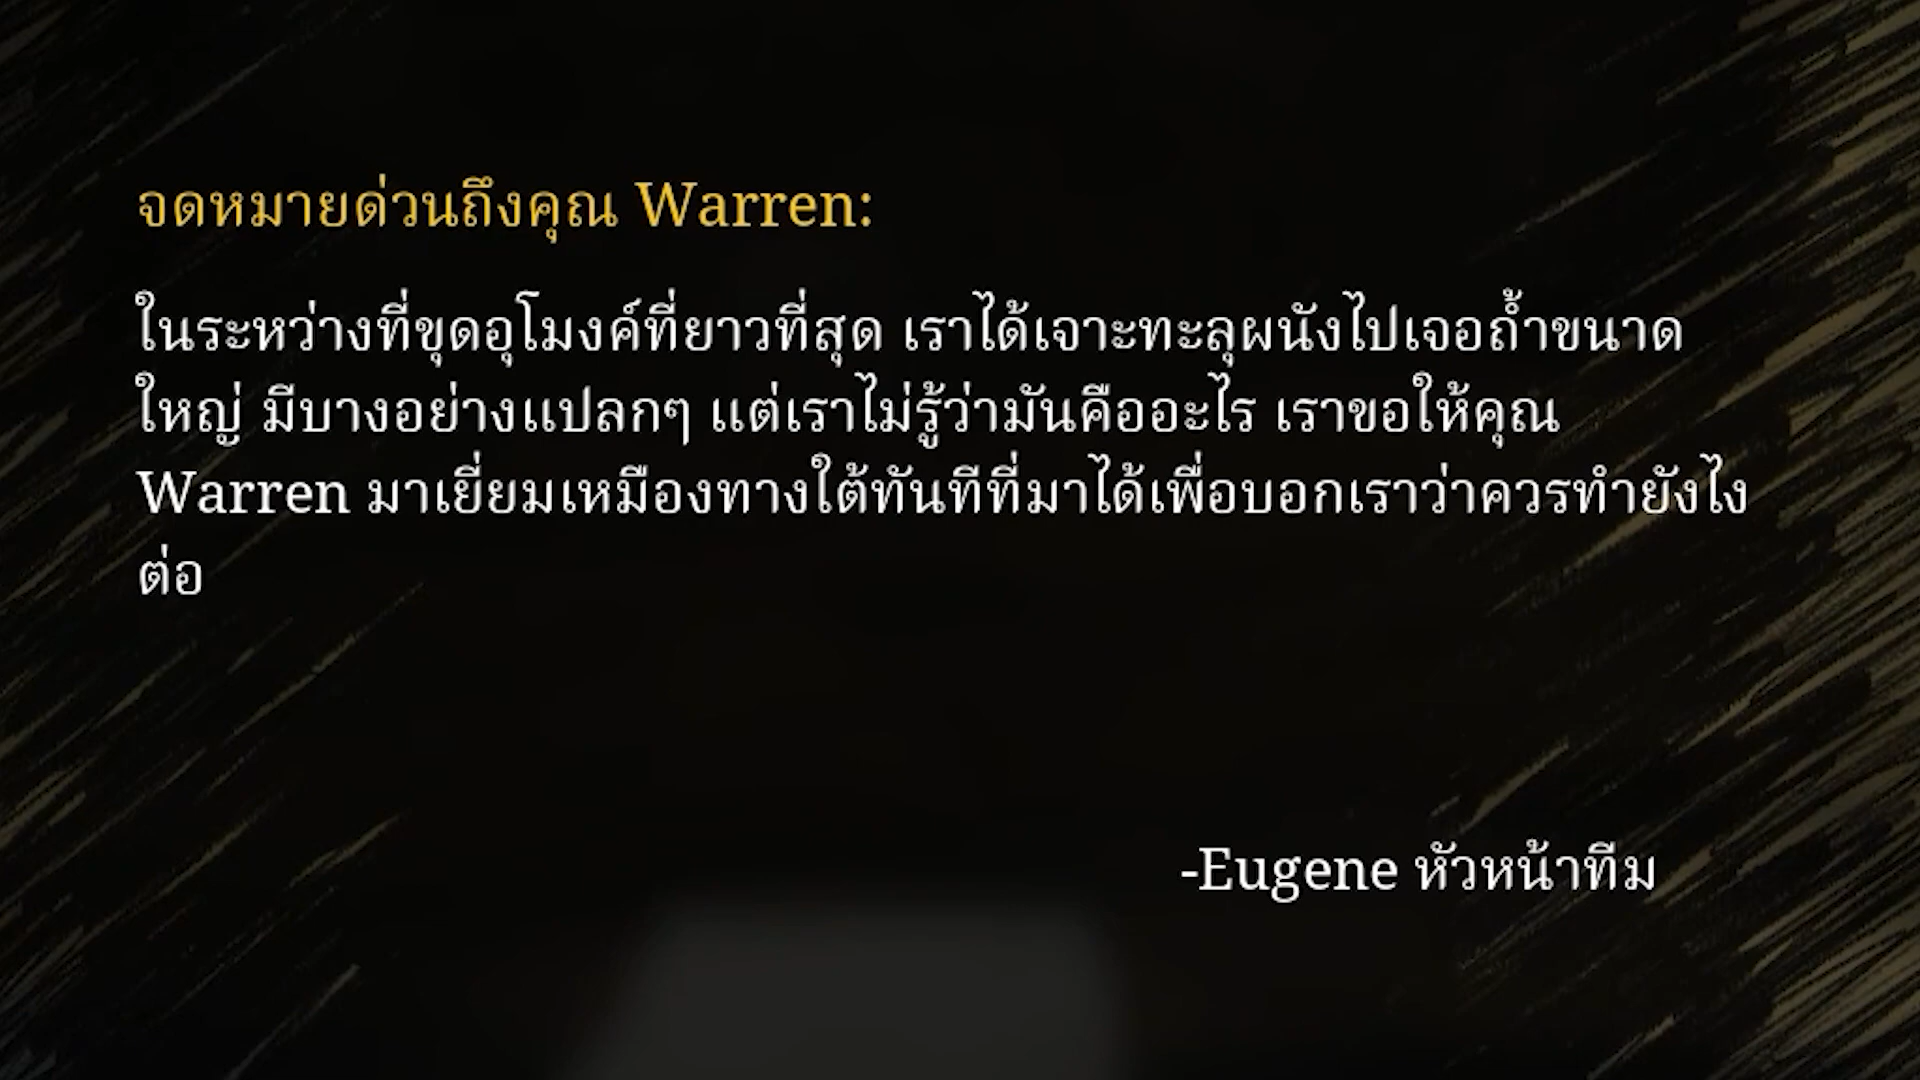 จดหมายด่วนถึงคุณ Warren:
ในระหว่างที่ขุดอุโมงค์ที่ยาวที่สุด เราได้เจาะทะลุผนังไปเจอถ้ำขนาด
ใหญ่ มีบางอย่างแปลกๆ แต่เราไม่รู้ว่ามันคืออะไร เราขอให้คุณ
Warren มาเยี่ยมเหมืองทางใต้ทันทีที่มาได้เพื่อบอกเราว่าควรทำยังไง
ต่อ
-Eugene หัวหน้าทีม